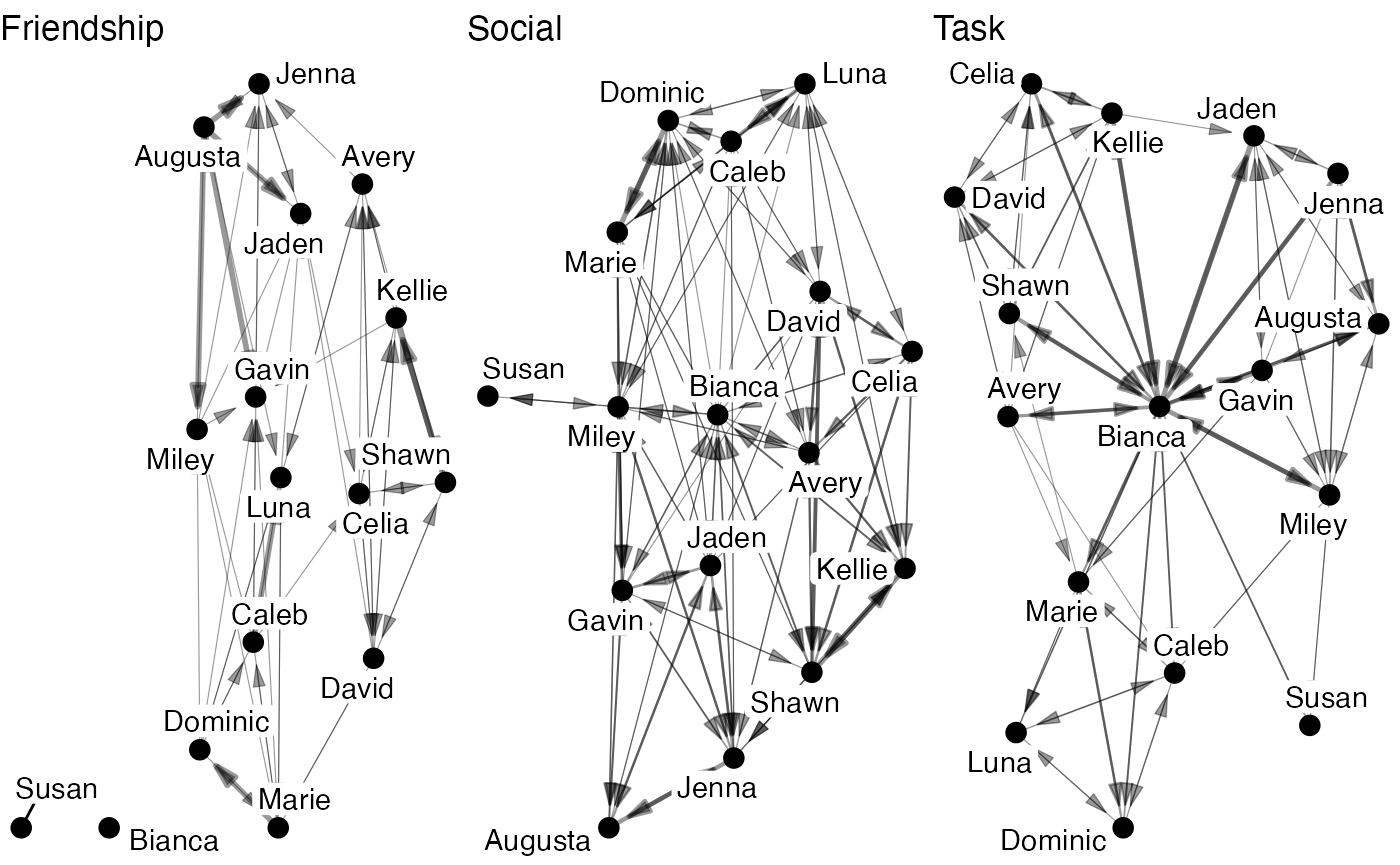 Friendship
Jenna
Augusta
Avery
Jaden
Kellie
Gavin
Miley
Shawn
Luna
Celia
Caleb
David
Dominic
Susan
Marie
Bianca
Social
Luna
Dominic
Caleb
Marie
David
Susan
Celia
Bianca
Miley
Avery
Jaden
Kellie
Gavin
Shawn
Jenna
Augusta
Task
Celia
Jaden
Kellie
David
Jenna
Shawn
Augusta
Avery
Gavin
Bianca
Miley
Marie
Caleb
Susan
Luna
Dominic